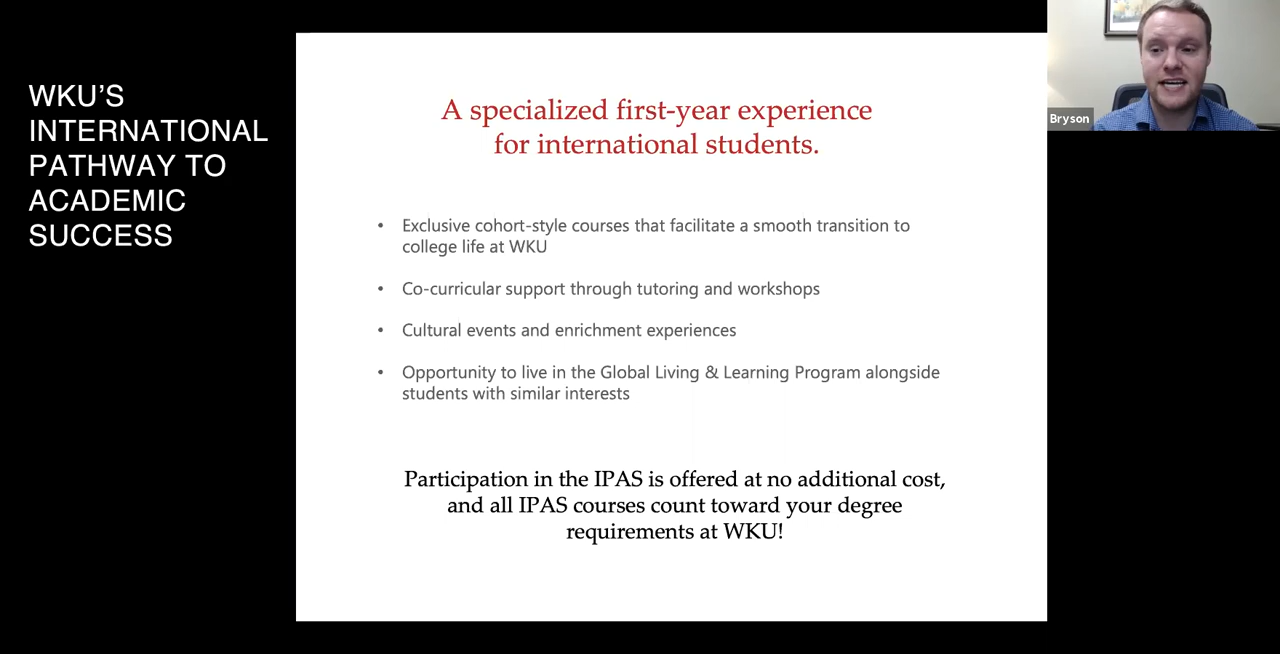 WKU’S
INTERNATIONAL
PATHWAY TO
ACADEMIC
SUCCESS
A specialized first-year experience
for international students.
• Exclusive cohort-style courses that facilitate a smooth transition to
college life at WKU
• Co-curricular support through tutoring and workshops
• Cultural events and enrichment experiences
• Opportunity to live in the Global Living & Learning Program alongside
students with similar interests
Participation in the IPAS is offered at no additional cost,
and all IPAS courses count toward your degree
requirements at WKU!
Bryson